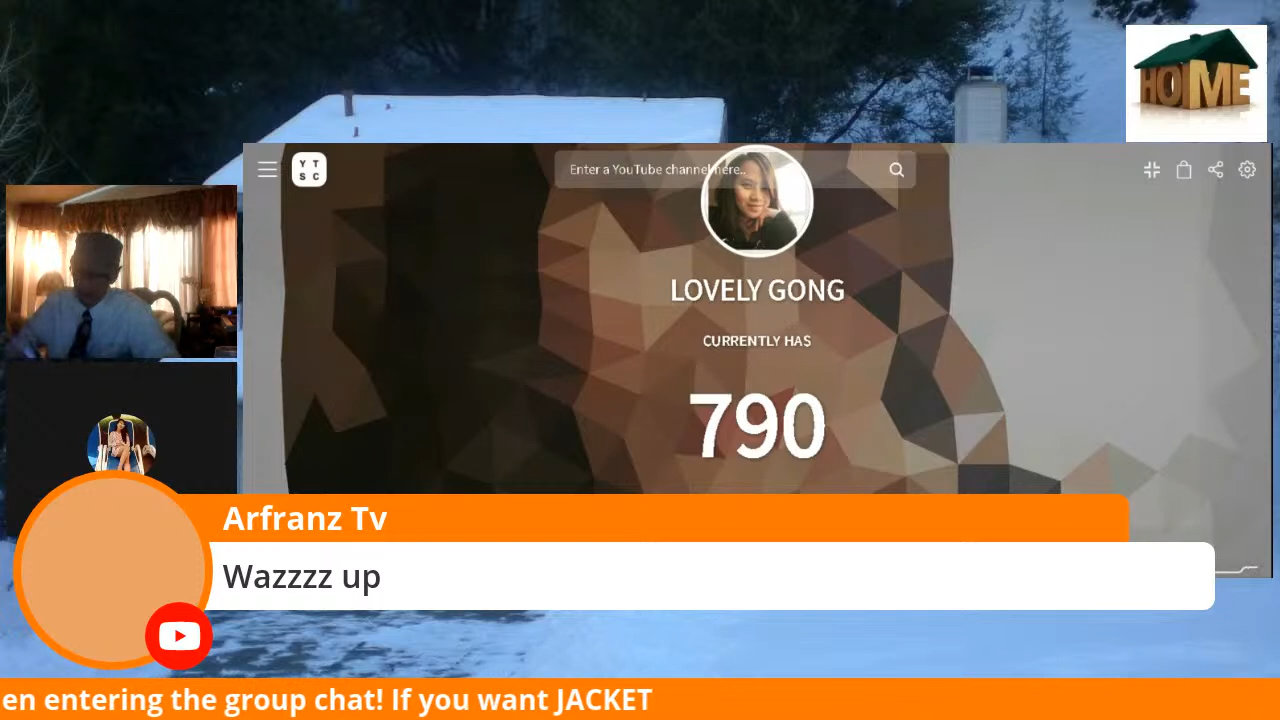 HOME
Y T
S C
Enter a YouTube channel here..
LOVELY GONG
CURRENTLY HAS
790
Arfranz Tv
Wazzzz up
en entering the group chat! If you want JACKET